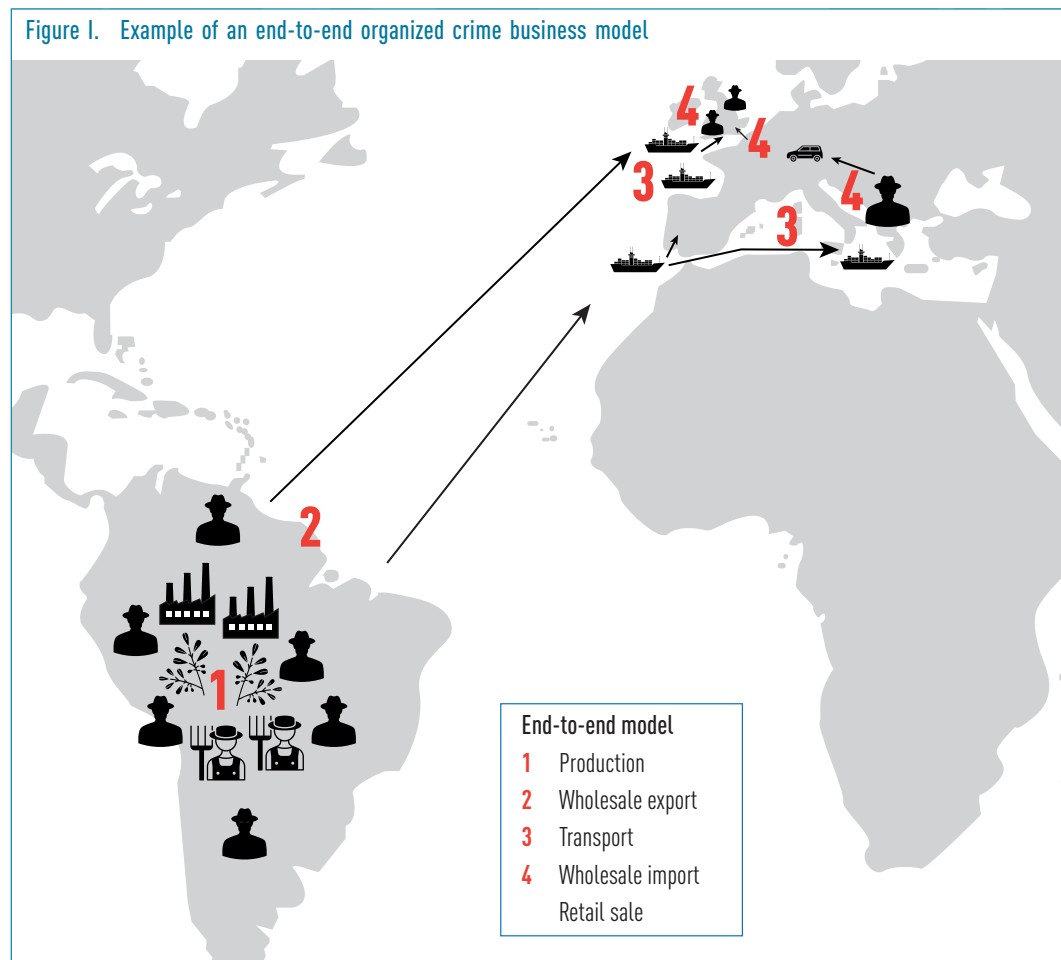 Figure I. Example of an end-to-end organized crime business model
4
4
3
4
3
2
1
End-to-end model
1 Production
2 Wholesale export
3 Transport
4 Wholesale import
Retail sale